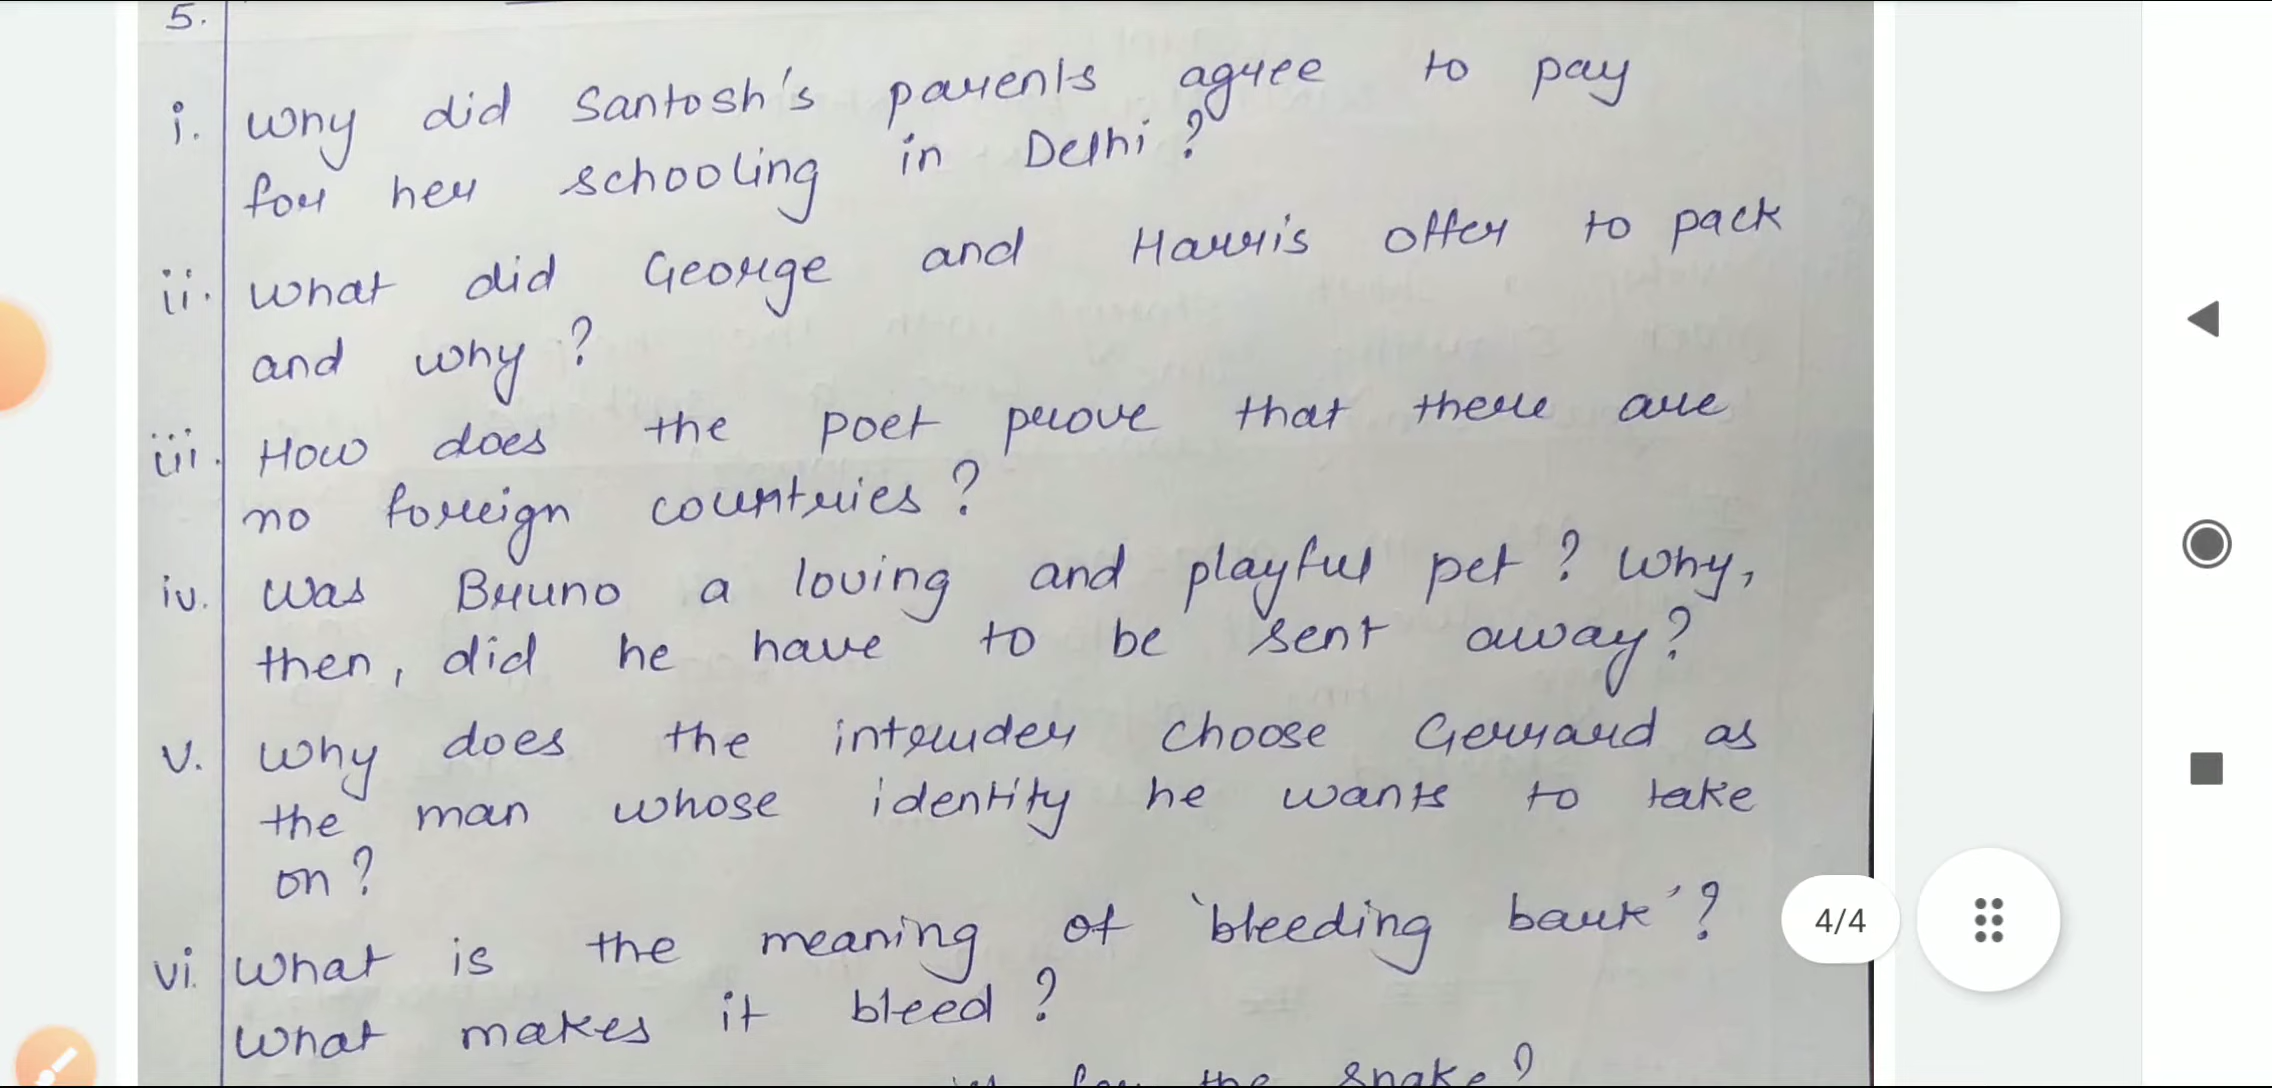 5.
i. Why did Santosh's parents agree to pay
for her schooling in Delhi ?
ii. What did George and Harris offer to pack
and why ?
iii. How does the poet prove that there are
no foreign countries ?
iv. Was Bruno a loving and playful pet ? Why,
then, did he have to be sent away ?
v. Why does the intruder choose Gerrard as
the man whose identity he wants to take
on ?
vi. What is the meaning of 'bleeding bark' ?
What makes it bleed ?
for the snake ?
4/4